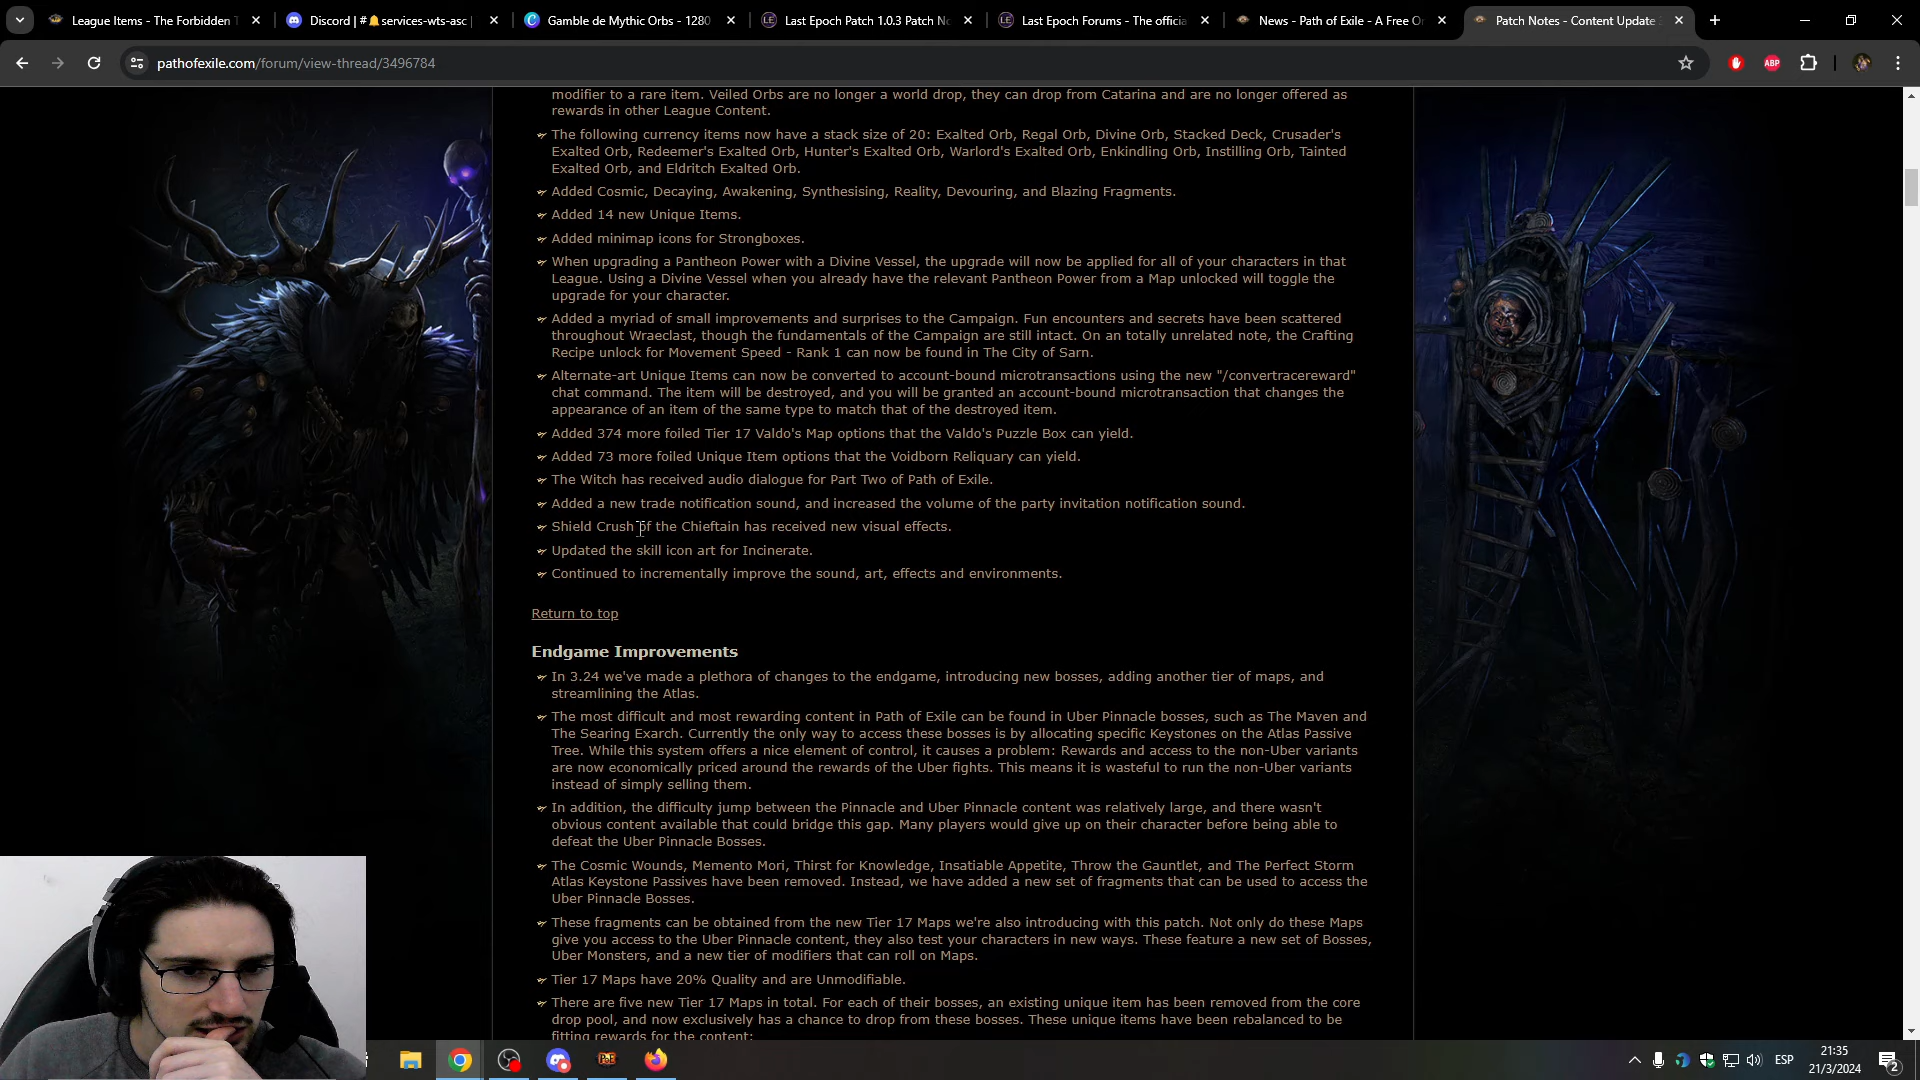 League Items - The Forbidden T
Discord | #🔔services-wts-asc |
Gamble de Mythic Orbs - 1280
Last Epoch Patch 1.0.3 Patch No
Last Epoch Forums - The officia
News - Path of Exile - A Free On
Patch Notes - Content Update 3
pathofexile.com/forum/view-thread/3496784
ABP
modifier to a rare item. Veiled Orbs are no longer a world drop, they can drop from Catarina and are no longer offered as
rewards in other League Content.
The following currency items now have a stack size of 20: Exalted Orb, Regal Orb, Divine Orb, Stacked Deck, Crusader's
Exalted Orb, Redeemer's Exalted Orb, Hunter's Exalted Orb, Warlord's Exalted Orb, Enkindling Orb, Instilling Orb, Tainted
Exalted Orb, and Eldritch Exalted Orb.
Added Cosmic, Decaying, Awakening, Synthesising, Reality, Devouring, and Blazing Fragments.
Added 14 new Unique Items.
Added minimap icons for Strongboxes.
When upgrading a Pantheon Power with a Divine Vessel, the upgrade will now be applied for all of your characters in that
League. Using a Divine Vessel when you already have the relevant Pantheon Power from a Map unlocked will toggle the
upgrade for your character.
Added a myriad of small improvements and surprises to the Campaign. Fun encounters and secrets have been scattered
throughout Wraeclast, though the fundamentals of the Campaign are still intact. On an totally unrelated note, the Crafting
Recipe unlock for Movement Speed - Rank 1 can now be found in The City of Sarn.
Alternate-art Unique Items can now be converted to account-bound microtransactions using the new "/convertracereward"
chat command. The item will be destroyed, and you will be granted an account-bound microtransaction that changes the
appearance of an item of the same type to match that of the destroyed item.
Added 374 more foiled Tier 17 Valdo's Map options that the Valdo's Puzzle Box can yield.
Added 73 more foiled Unique Item options that the Voidborn Reliquary can yield.
The Witch has received audio dialogue for Part Two of Path of Exile.
Added a new trade notification sound, and increased the volume of the party invitation notification sound.
Shield Crush of the Chieftain has received new visual effects.
Updated the skill icon art for Incinerate.
Continued to incrementally improve the sound, art, effects and environments.
Return to top
Endgame Improvements
In 3.24 we've made a plethora of changes to the endgame, introducing new bosses, adding another tier of maps, and
streamlining the Atlas.
The most difficult and most rewarding content in Path of Exile can be found in Uber Pinnacle bosses, such as The Maven and
The Searing Exarch. Currently the only way to access these bosses is by allocating specific Keystones on the Atlas Passive
Tree. While this system offers a nice element of control, it causes a problem: Rewards and access to the non-Uber variants
are now economically priced around the rewards of the Uber fights. This means it is wasteful to run the non-Uber variants
instead of simply selling them.
In addition, the difficulty jump between the Pinnacle and Uber Pinnacle content was relatively large, and there wasn't
obvious content available that could bridge this gap. Many players would give up on their character before being able to
defeat the Uber Pinnacle Bosses.
The Cosmic Wounds, Memento Mori, Thirst for Knowledge, Insatiable Appetite, Throw the Gauntlet, and The Perfect Storm
Atlas Keystone Passives have been removed. Instead, we have added a new set of fragments that can be used to access the
Uber Pinnacle Bosses.
These fragments can be obtained from the new Tier 17 Maps we're also introducing with this patch. Not only do these Maps
give you access to the Uber Pinnacle content, they also test your characters in new ways. These feature a new set of Bosses,
Uber Monsters, and a new tier of modifiers that can roll on Maps.
Tier 17 Maps have 20% Quality and are Unmodifiable.
There are five new Tier 17 Maps in total. For each of their bosses, an existing unique item has been removed from the core
drop pool, and now exclusively has a chance to drop from these bosses. These unique items have been rebalanced to be
fitting rewards for the content:
PoE
ESP
21:35
21/3/2024
2